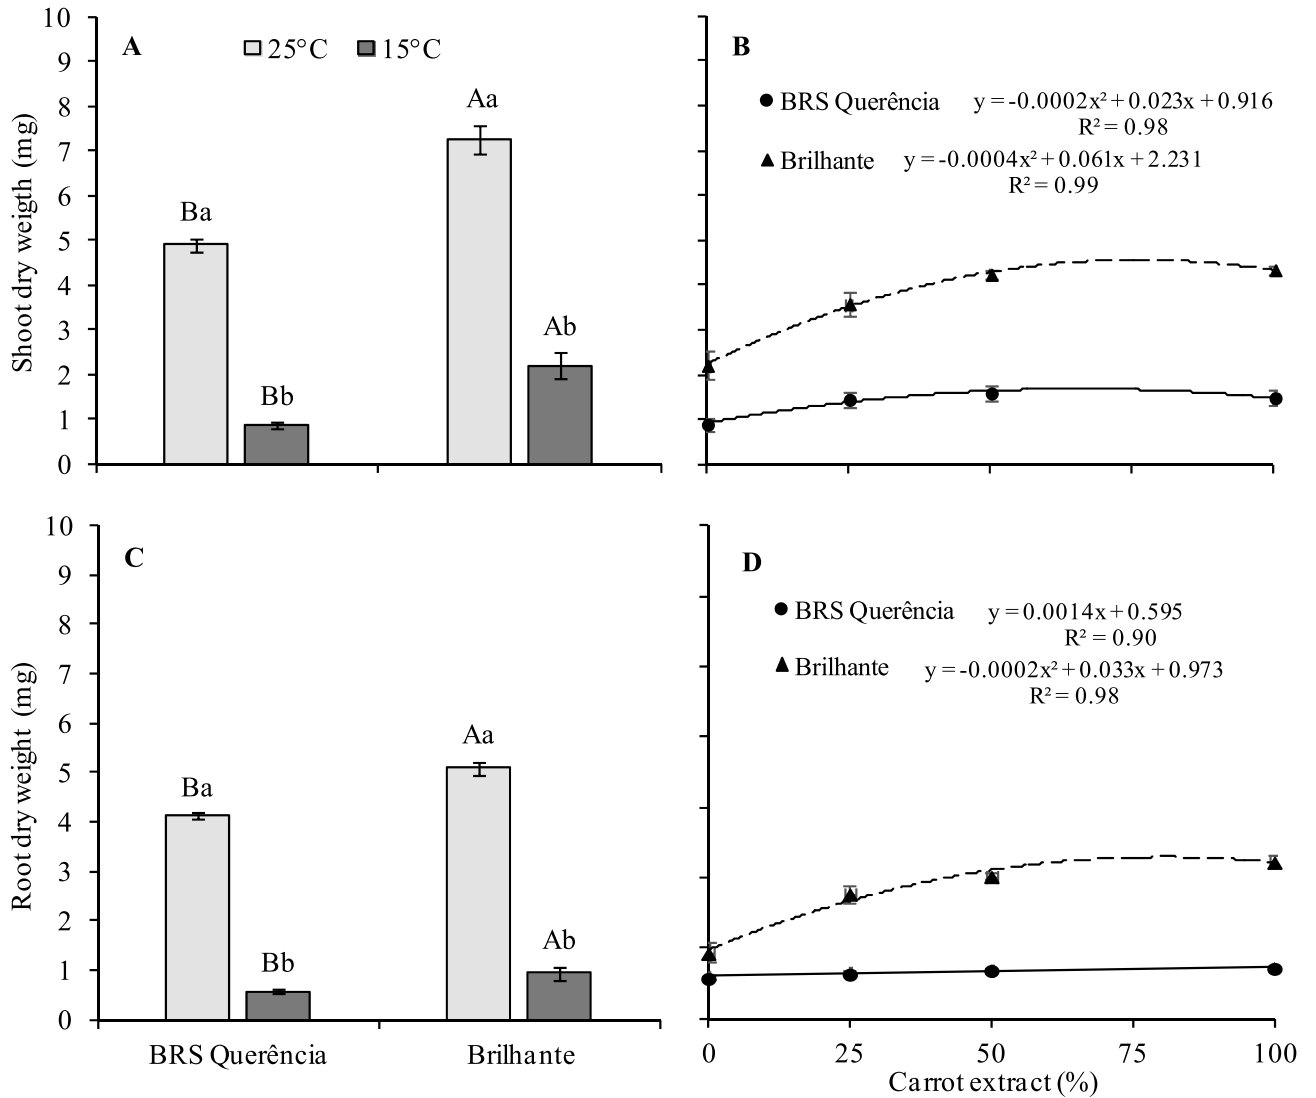 10
9
8
7
6
5
4
3
2
1
0
Shoot dry weigth (mg)
A
25°C 15°C
Ba
Bb
Aa
Ab
B
BRS Querência y = -0.0002x² + 0.023x + 0.916
R² = 0.98
Brilhante y = -0.0004x² + 0.061x + 2.231
R² = 0.99
10
9
8
7
6
5
4
3
2
1
0
Root dry weight (mg)
C
Ba
Bb
Aa
Ab
BRS Querência Brilhante
D
BRS Querência y = 0.0014x + 0.595
R² = 0.90
Brilhante y = -0.0002x² + 0.033x + 0.973
R² = 0.98
0 25 50 75 100
Carrot extract (%)